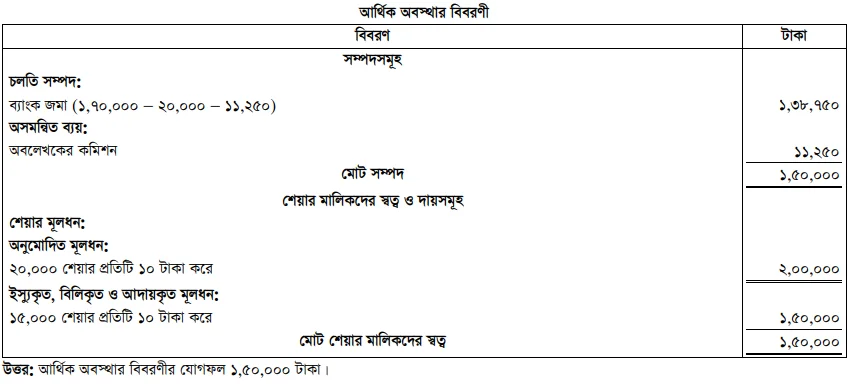 আর্থিক অবস্থার বিবরণী
বিবরণ টাকা
সম্পদসমূহ
চলতি সম্পদ:
ব্যাংক জমা (১,৭০,০০০ – ২০,০০০ – ১১,২৫০) ১,৩৮,৭৫০
অসমন্বিত ব্যয়:
অবলেখকের কমিশন ১১,২৫০
মোট সম্পদ ১,৫০,০০০
শেয়ার মালিকদের স্বত্ব ও দায়সমূহ
শেয়ার মূলধন:
অনুমোদিত মূলধন:
২০,০০০ শেয়ার প্রতিটি ১০ টাকা করে ২,০০,০০০
ইস্যুকৃত, বিলিকৃত ও আদায়কৃত মূলধন:
১৫,০০০ শেয়ার প্রতিটি ১০ টাকা করে ১,৫০,০০০
মোট শেয়ার মালিকদের স্বত্ব ১,৫০,০০০
উত্তর: আর্থিক অবস্থার বিবরণীর যোগফল ১,৫০,০০০ টাকা।